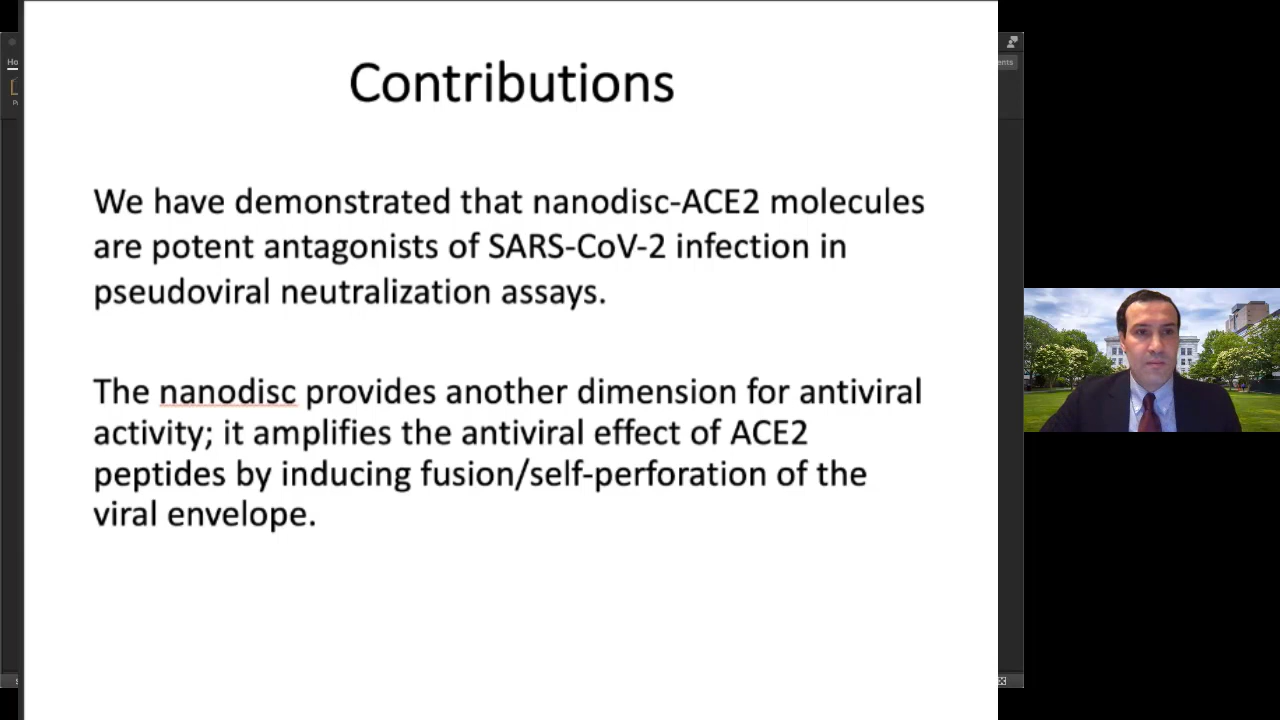 Contributions
We have demonstrated that nanodisc-ACE2 molecules
are potent antagonists of SARS-CoV-2 infection in
pseudoviral neutralization assays.
The nanodisc provides another dimension for antiviral
activity; it amplifies the antiviral effect of ACE2
peptides by inducing fusion/self-perforation of the
viral envelope.
Ho
ents